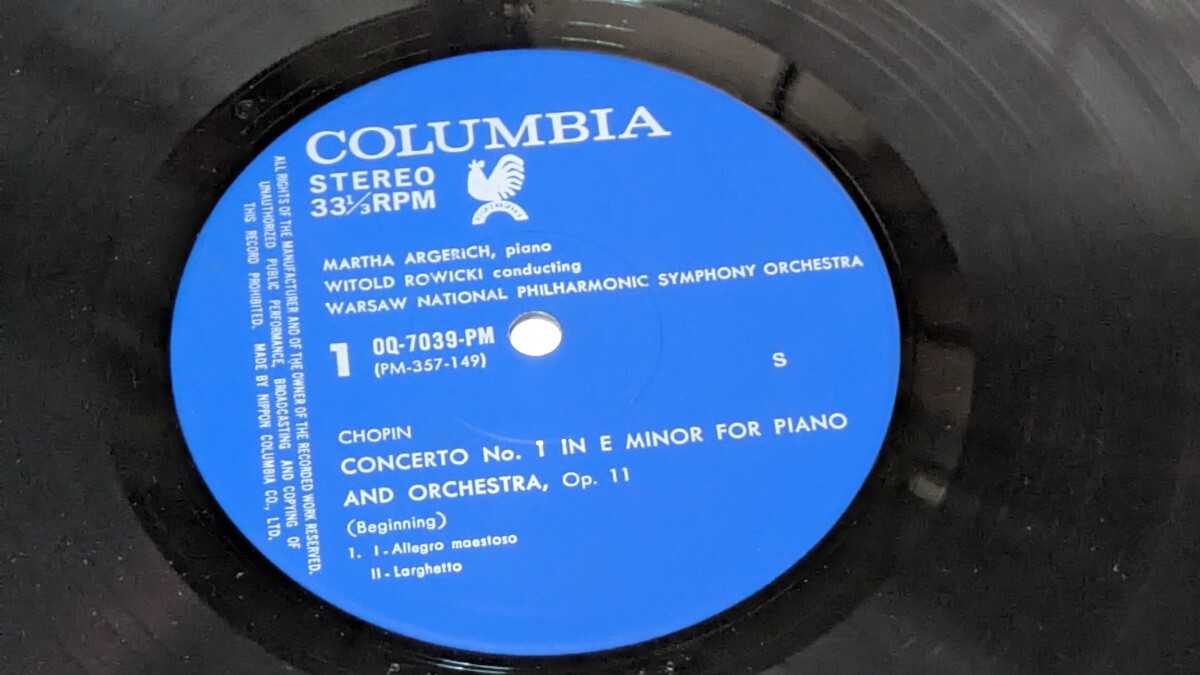 COLUMBIA
STEREO
33⅓RPM
MARTHA ARGERICH, piano
WITOLD ROWICKI conducting
WARSAW NATIONAL PHILHARMONIC SYMPHONY ORCHESTRA
1
OQ-7039-PM
(PM-357-149)
S
CHOPIN
CONCERTO No. 1 IN E MINOR FOR PIANO
AND ORCHESTRA, Op. 11
(Beginning)
1. I-Allegro maestoso
II-Larghetto
ALL RIGHTS OF THE MANUFACTURER AND OF THE OWNER OF THE RECORDED WORK RESERVED.
UNAUTHORIZED PUBLIC PERFORMANCE, BROADCASTING AND COPYING OF
THIS RECORD PROHIBITED. MADE BY NIPPON COLUMBIA CO., LTD.